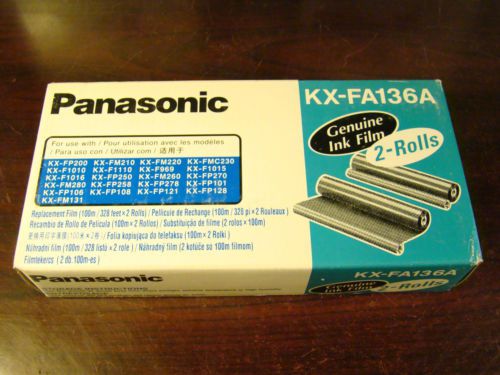 Panasonic
KX-FA136A
Genuine
Ink Film
2-Rolls
For use with / Pour utilisation avec les modèles
/ Para uso con / Utilizar com / 适用于
KX-FP200 KX-FM210 KX-FM220 KX-FMC230
KX-F1010 KX-F1110 KX-F969 KX-F1015
KX-F1016 KX-FP250 KX-FM260 KX-FP270
KX-FM280 KX-FP258 KX-FP278 KX-FP101
KX-FP106 KX-FP108 KX-FP121 KX-FP128
KX-FM131
Replacement Film (100m / 328 feet×2 Rolls) / Pellicule de Rechange (100m / 328 pi×2 Rouleaux)
Recambio de Rollo de Película (100m×2 Rollos) / Substituição de filme (2 rolos×100m)
/ Folia kopiująca do telefaksu (100m×2 Rolki)
Náhradní film (100m / 328 listů×2 role) / Náhradný film (2 kotúče so 100m filmom)
Filmtekercs (2 db. 100m-es)
KX-FA136A
2-Rolls
Genuine
Ink Film
STORAGE INSTRUCTIONS